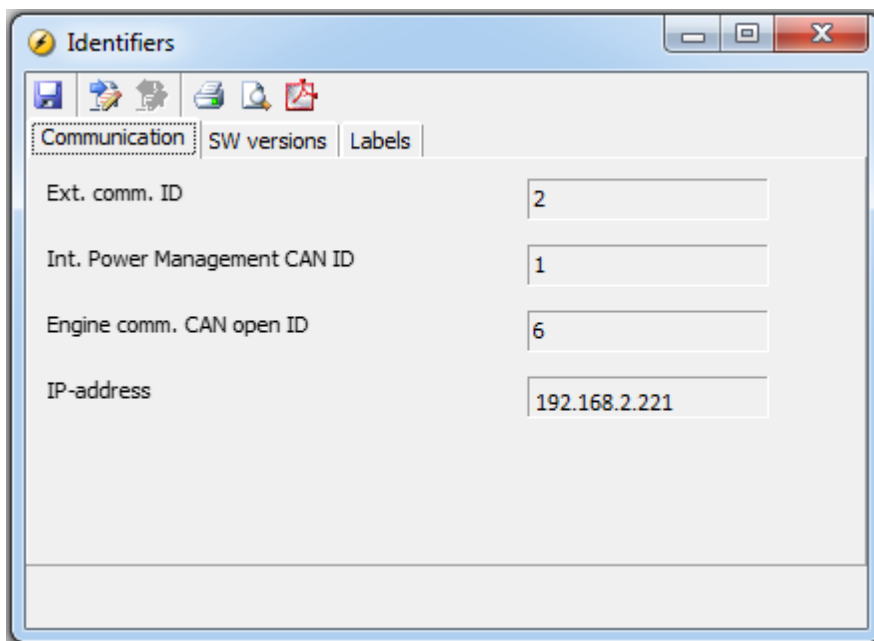 Identifiers
Communication SW versions Labels
Ext. comm. ID 2
Int. Power Management CAN ID 1
Engine comm. CAN open ID 6
IP-address 192.168.2.221